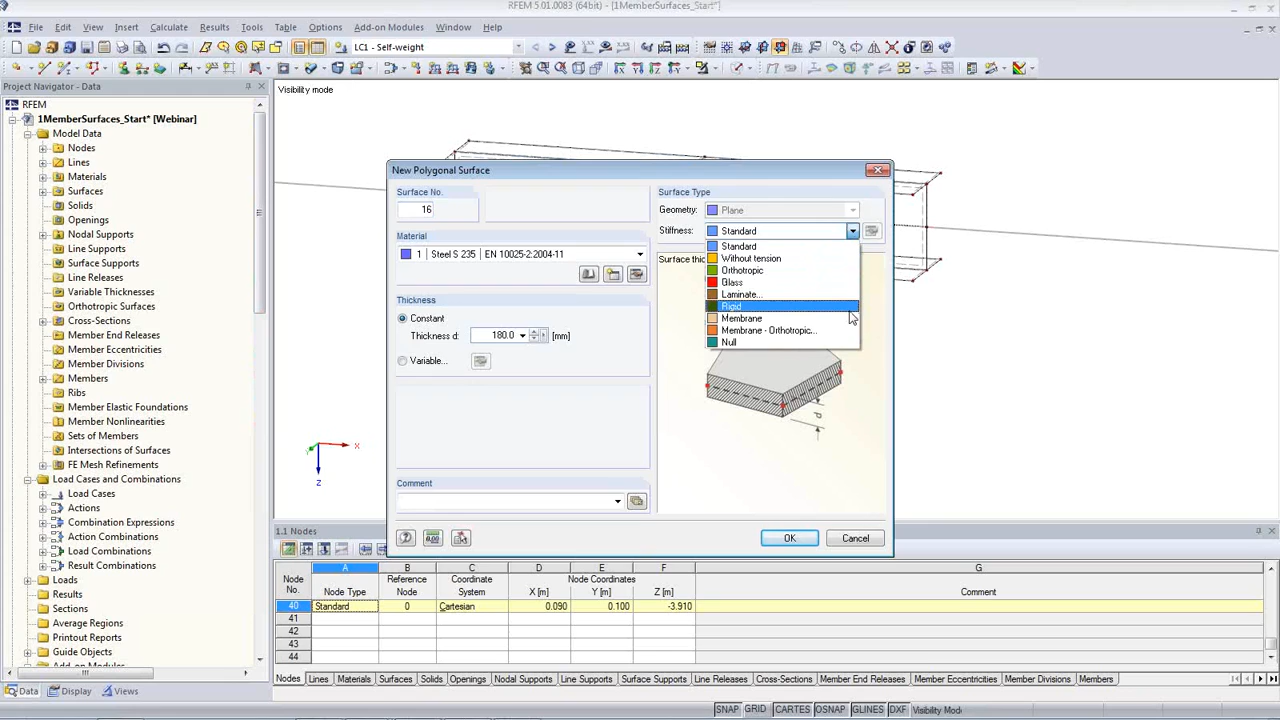 RFEM 5.01.0083 (64bit) - [1MemberSurfaces_Start*]
File Edit View Insert Calculate Results Tools Table Options Add-on Modules Window Help
LC1 - Self-weight
Project Navigator - Data
RFEM
1MemberSurfaces_Start* [Webinar]
Model Data
Nodes
Lines
Materials
Surfaces
Solids
Openings
Nodal Supports
Line Supports
Surface Supports
Line Releases
Variable Thicknesses
Orthotropic Surfaces
Cross-Sections
Member End Releases
Member Eccentricities
Member Divisions
Members
Ribs
Member Elastic Foundations
Member Nonlinearities
Sets of Members
Intersections of Surfaces
FE Mesh Refinements
Load Cases and Combinations
Load Cases
Actions
Combination Expressions
Action Combinations
Load Combinations
Result Combinations
Loads
Results
Sections
Average Regions
Printout Reports
Guide Objects
Add-on Modules
Data Display Views
Visibility mode
X
Y
Z
New Polygonal Surface
Surface No.
16
Material
1 Steel S 235 EN 10025-2:2004-11
Thickness
Constant
Thickness d: 180.0 [mm]
Variable...
Comment
Surface Type
Geometry: Plane
Stiffness: Standard
Standard
Without tension
Orthotropic
Glass
Laminate...
Rigid
Membrane
Membrane - Orthotropic...
Null
d
OK Cancel
1.1 Nodes
A B C D E F G
Node No. Node Type Reference Node Coordinate System Node Coordinates X [m] Y [m] Z [m] Comment
40 Standard 0 Cartesian 0.090 0.100 -3.910
41
42
43
44
Nodes Lines Materials Surfaces Solids Openings Nodal Supports Line Supports Surface Supports Line Releases Cross-Sections Member End Releases Member Eccentricities Member Divisions Members
SNAP GRID CARTES OSNAP GLINES DXF Visibility Mode